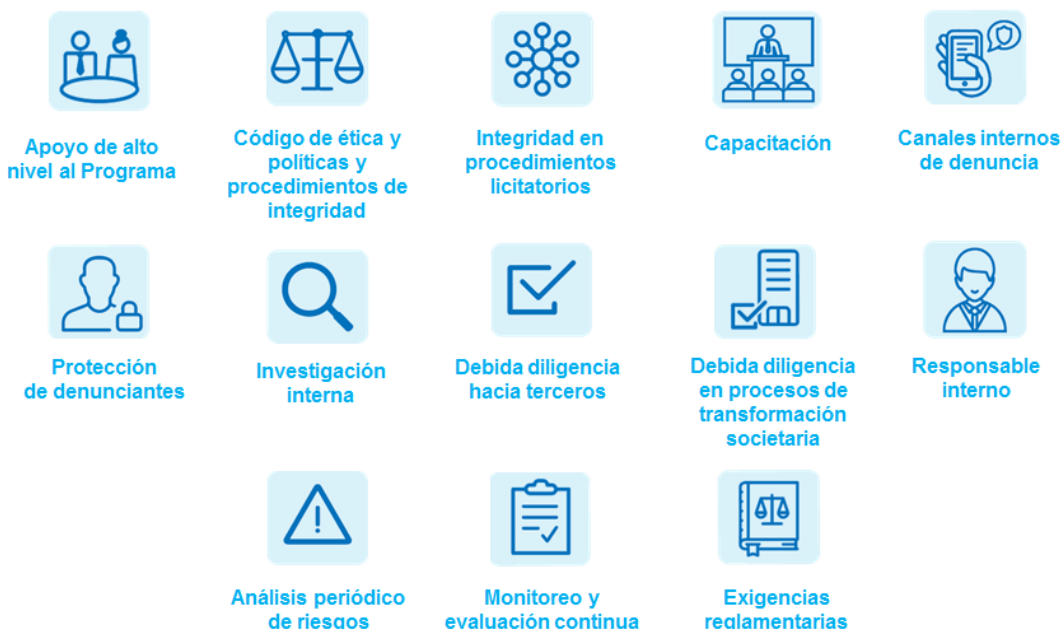 Apoyo de alto
nivel al Programa
Código de ética y
políticas y
procedimientos de
integridad
Integridad en
procedimientos
licitatorios
Capacitación
Canales internos
de denuncia
Protección
de denunciantes
Investigación
interna
Debida diligencia
hacia terceros
Debida diligencia
en procesos de
transformación
societaria
Responsable
interno
Análisis periódico
de riesgos
Monitoreo y
evaluación continua
Exigencias
reglamentarias